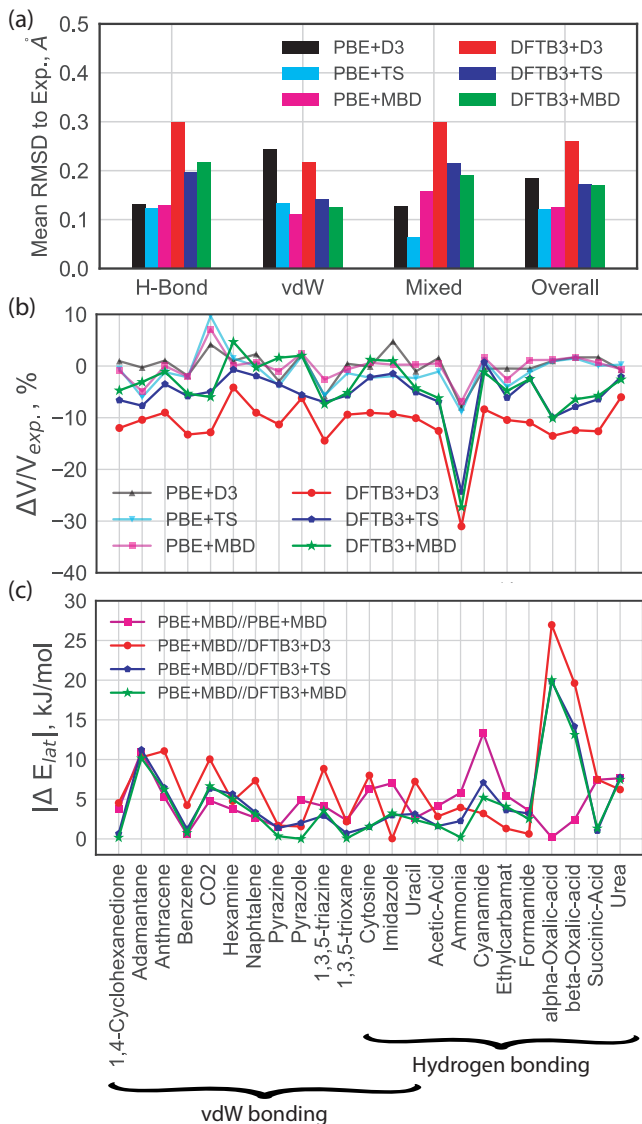 (a)
0.5
0.4
0.3
0.2
0.1
0.0
Mean RMSD to Exp., Å
PBE+D3
PBE+TS
PBE+MBD
DFTB3+D3
DFTB3+TS
DFTB3+MBD
H-Bond
vdW
Mixed
Overall
(b)
10
0
−10
−20
−30
−40
ΔV/Vexp., %
PBE+D3
PBE+TS
PBE+MBD
DFTB3+D3
DFTB3+TS
DFTB3+MBD
(c)
30
25
20
15
10
5
0
|Δ Elat|, kJ/mol
PBE+MBD//PBE+MBD
PBE+MBD//DFTB3+D3
PBE+MBD//DFTB3+TS
PBE+MBD//DFTB3+MBD
1,4-Cyclohexanedione
Adamantane
Anthracene
Benzene
CO2
Hexamine
Naphtalene
Pyrazine
Pyrazole
1,3,5-triazine
1,3,5-trioxane
Cytosine
Imidazole
Uracil
Acetic-Acid
Ammonia
Cyanamide
Ethylcarbamat
Formamide
alpha-Oxalic-acid
beta-Oxalic-acid
Succinic-Acid
Urea
Hydrogen bonding
vdW bonding